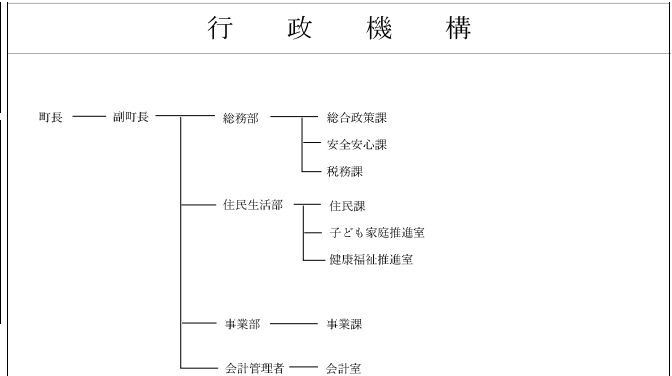 行政機構
町長 副町長 総務部 総合政策課
安全安心課
税務課
住民生活部 住民課
子ども家庭推進室
健康福祉推進室
事業部 事業課
会計管理者 会計室